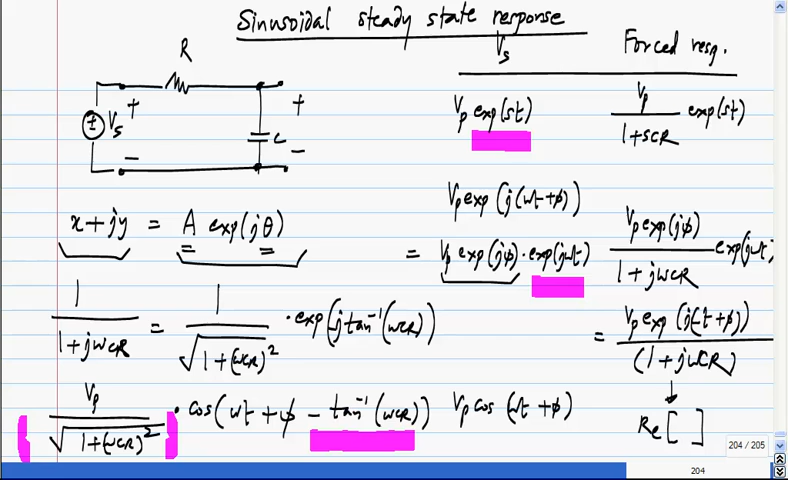 Sinusoidal steady state response
R
Vs
Forced resp.
+ + 
± Vs
C
- -
Vp exp(st)
Vp / 1+sCR exp(st)
Vp exp(j(ωt+φ))
x+jy = A exp(jθ)
= Vp exp(jφ) · exp(jωt)
Vp exp(jφ) / 1+jωCR exp(jωt)
1 / 1+jωCR = 1 / √1+(ωCR)² · exp(-j tan⁻¹(ωCR))
= Vp exp(j(ωt+φ)) / (1+jωCR)
Vp / √1+(ωCR)² · cos(ωt+φ - tan⁻¹(ωCR))
Vp cos(ωt+φ)
Re[ ]
204 / 205
204